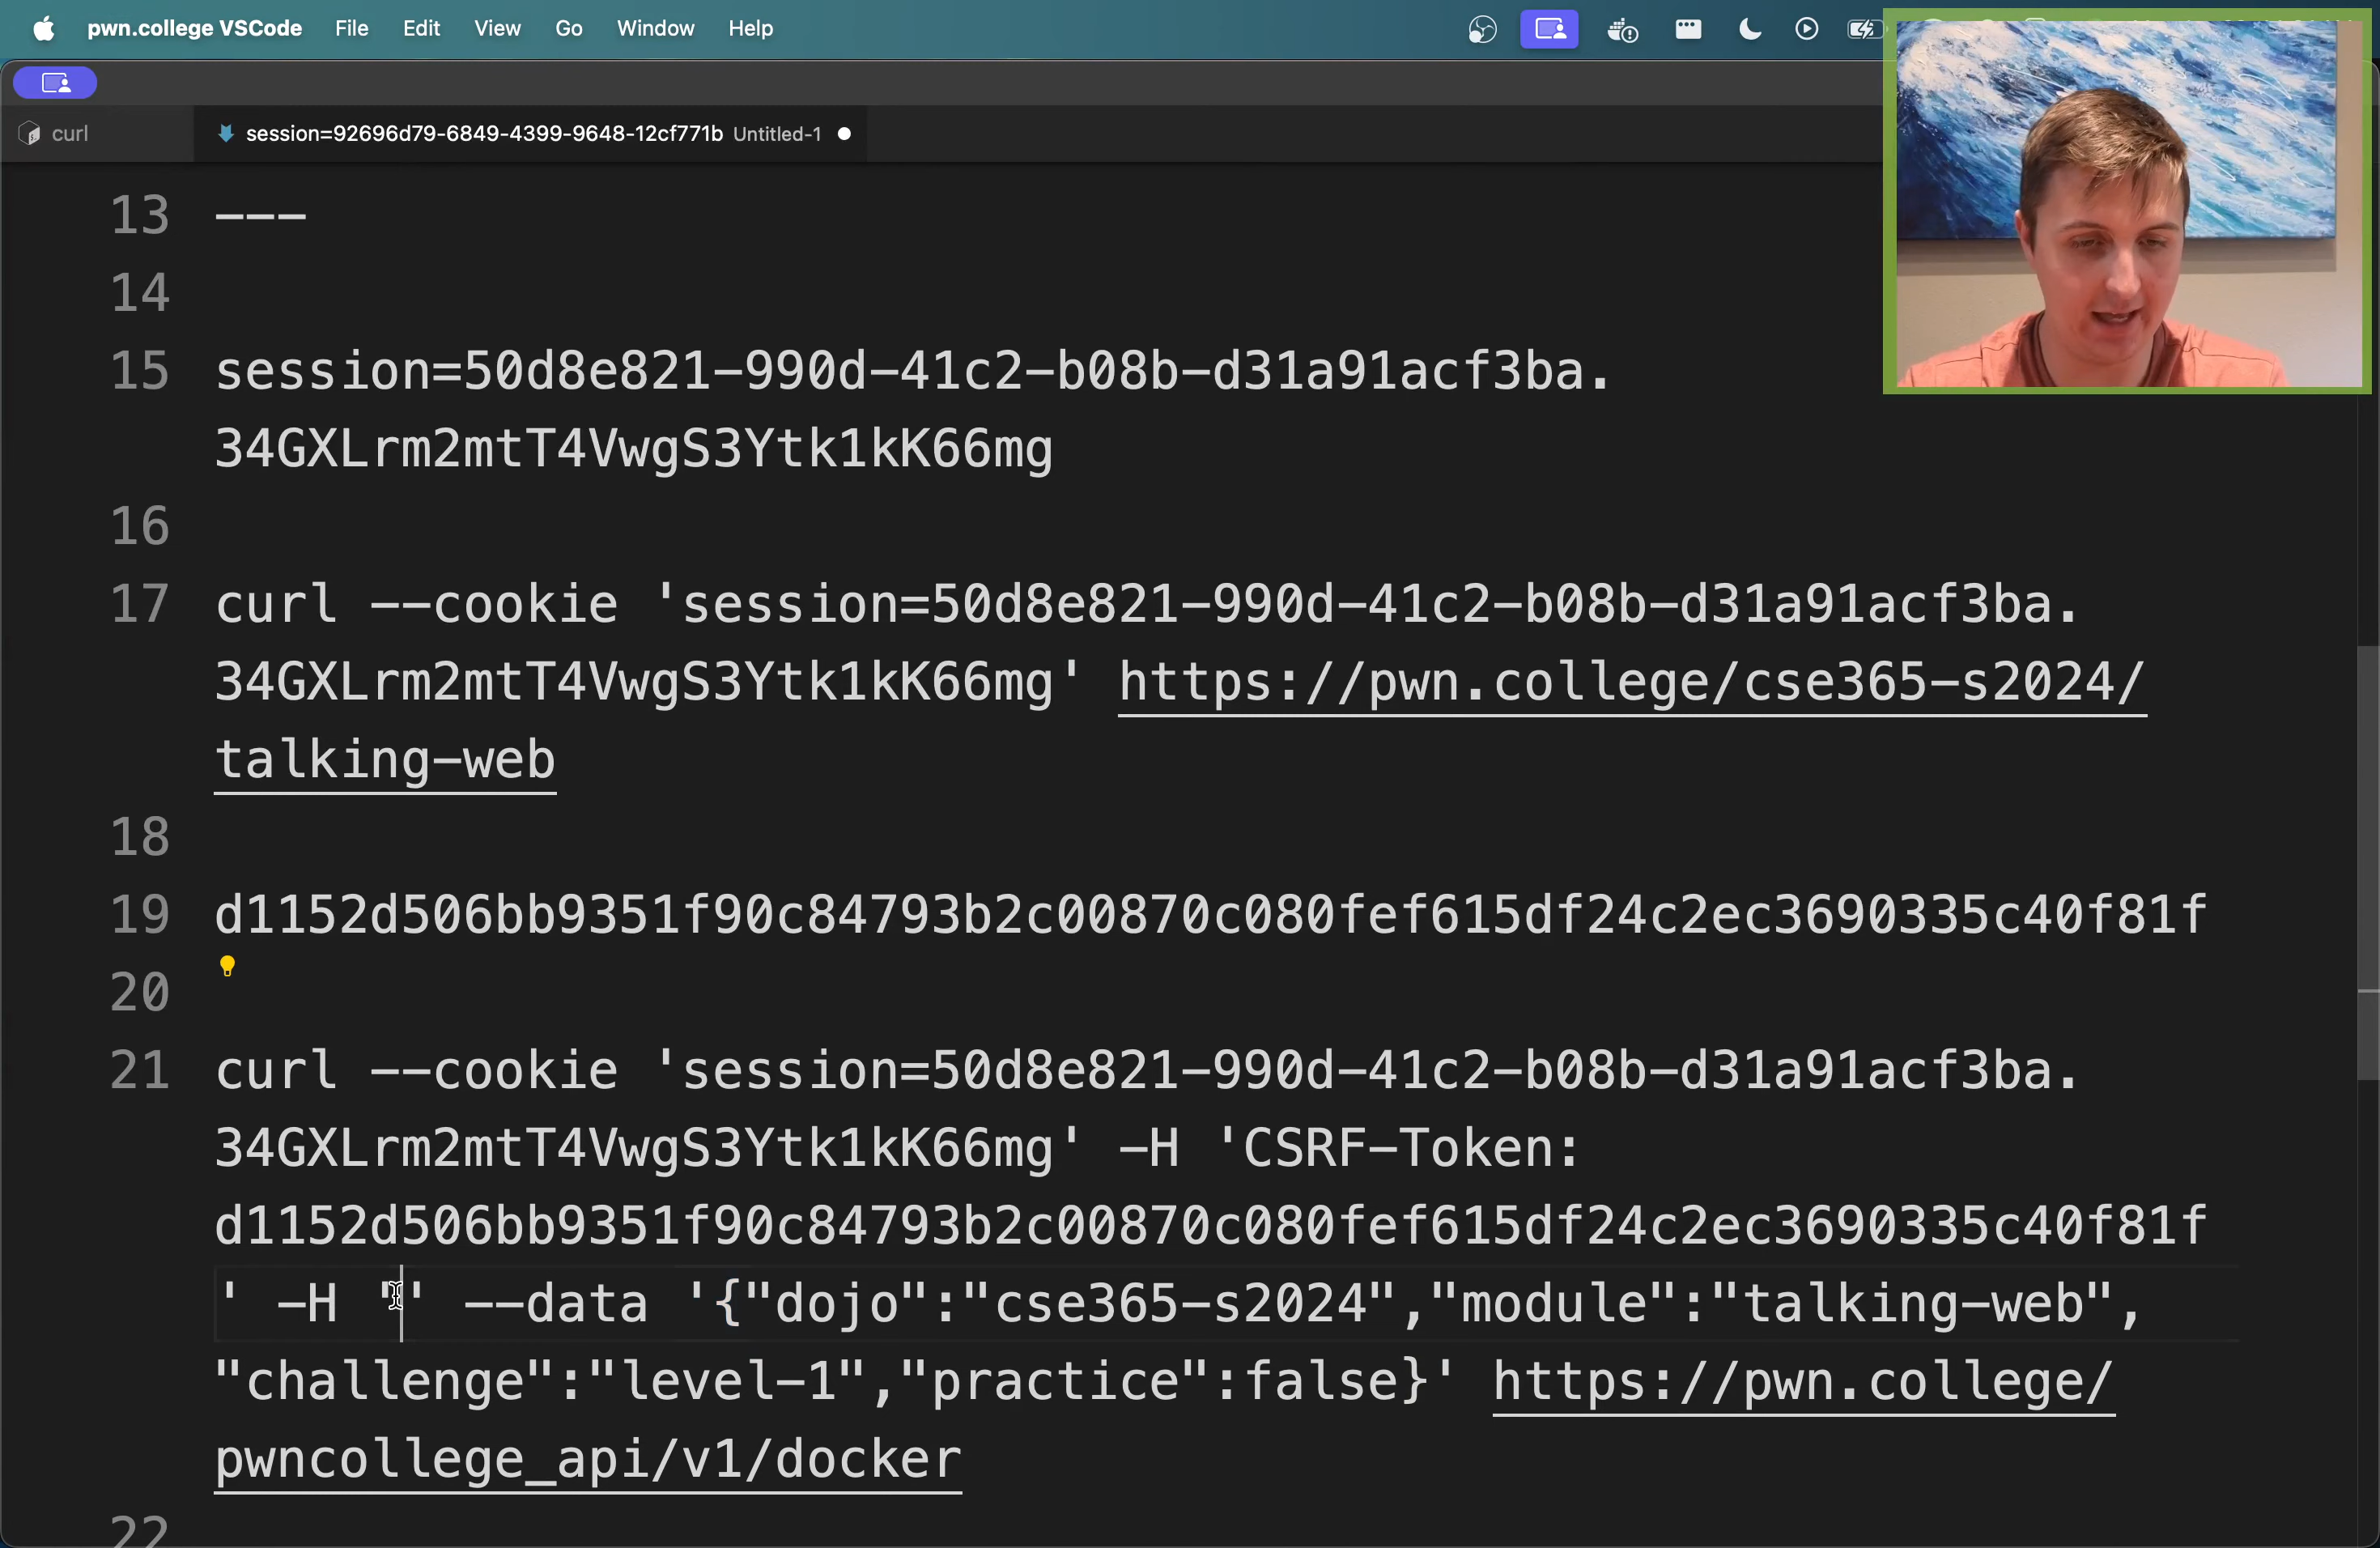 pwn.college VSCode File Edit View Go Window Help
curl session=92696d79-6849-4399-9648-12cf771b Untitled-1
13 ---
14
15 session=50d8e821-990d-41c2-b08b-d31a91acf3ba.
34GXLrm2mtT4VwgS3Ytk1kK66mg
16
17 curl --cookie 'session=50d8e821-990d-41c2-b08b-d31a91acf3ba.
34GXLrm2mtT4VwgS3Ytk1kK66mg' https://pwn.college/cse365-s2024/
talking-web
18
19 d1152d506bb9351f90c84793b2c00870c080fef615df24c2ec3690335c40f81f
20
21 curl --cookie 'session=50d8e821-990d-41c2-b08b-d31a91acf3ba.
34GXLrm2mtT4VwgS3Ytk1kK66mg' -H 'CSRF-Token:
d1152d506bb9351f90c84793b2c00870c080fef615df24c2ec3690335c40f81f
' -H '' --data '{"dojo":"cse365-s2024","module":"talking-web",
"challenge":"level-1","practice":false}' https://pwn.college/
pwncollege_api/v1/docker
22